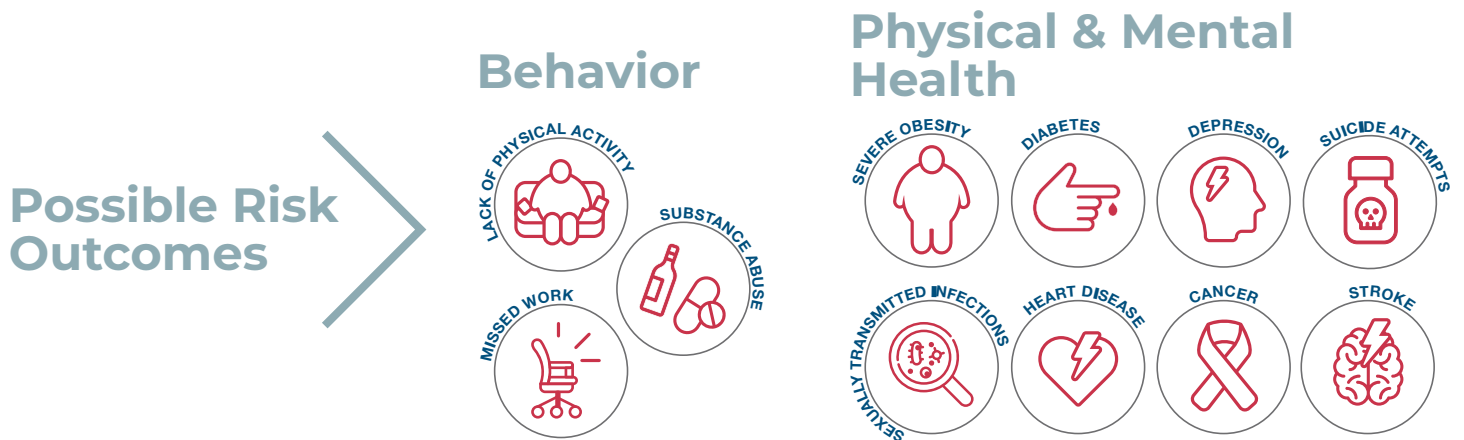 Possible Risk
Outcomes
Behavior
LACK OF PHYSICAL ACTIVITY
SUBSTANCE ABUSE
MISSED WORK
Physical & Mental
Health
SEVERE OBESITY
DIABETES
DEPRESSION
SUICIDE ATTEMPTS
SEXUALLY TRANSMITTED INFECTIONS
HEART DISEASE
CANCER
STROKE